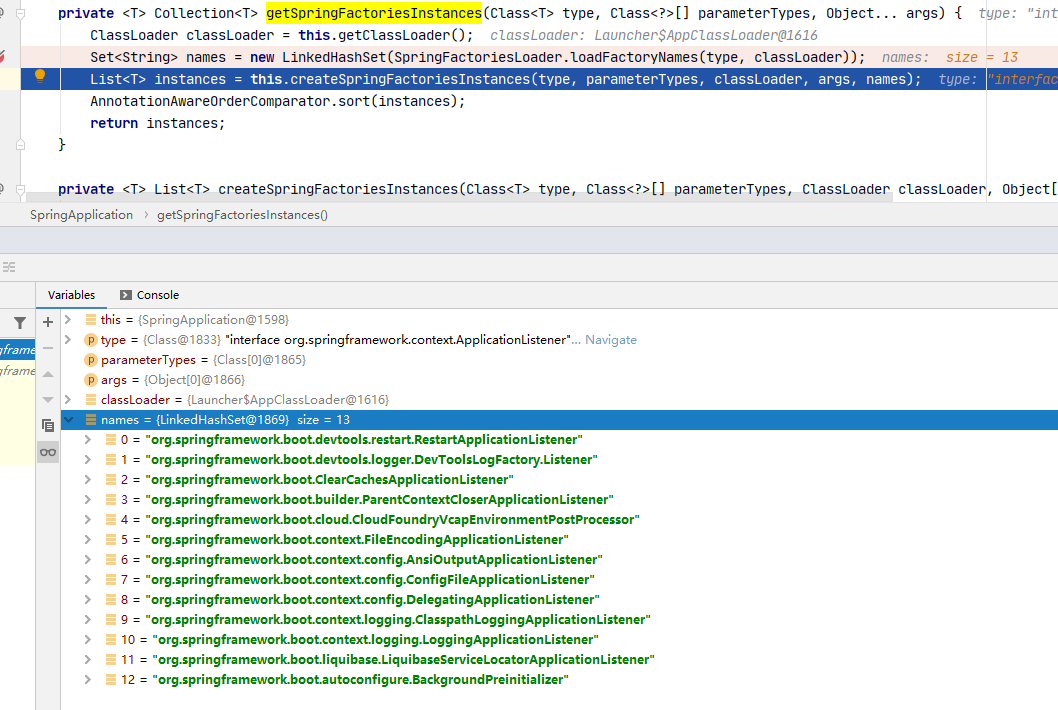 private <T> Collection<T> getSpringFactoriesInstances(Class<T> type, Class<?>[] parameterTypes, Object... args) { type: "int
ClassLoader classLoader = this.getClassLoader(); classLoader: Launcher$AppClassLoader@1616
Set<String> names = new LinkedHashSet(SpringFactoriesLoader.loadFactoryNames(type, classLoader)); names: size = 13
List<T> instances = this.createSpringFactoriesInstances(type, parameterTypes, classLoader, args, names); type: "interfac
AnnotationAwareOrderComparator.sort(instances);
return instances;
}
private <T> List<T> createSpringFactoriesInstances(Class<T> type, Class<?>[] parameterTypes, ClassLoader classLoader, Object[
SpringApplication › getSpringFactoriesInstances()
Variables Console
this = {SpringApplication@1598}
p type = {Class@1833} "interface org.springframework.context.ApplicationListener"... Navigate
p parameterTypes = {Class[0]@1865}
p args = {Object[0]@1866}
classLoader = {Launcher$AppClassLoader@1616}
names = {LinkedHashSet@1869} size = 13
0 = "org.springframework.boot.devtools.restart.RestartApplicationListener"
1 = "org.springframework.boot.devtools.logger.DevToolsLogFactory.Listener"
2 = "org.springframework.boot.ClearCachesApplicationListener"
3 = "org.springframework.boot.builder.ParentContextCloserApplicationListener"
4 = "org.springframework.boot.cloud.CloudFoundryVcapEnvironmentPostProcessor"
5 = "org.springframework.boot.context.FileEncodingApplicationListener"
6 = "org.springframework.boot.context.config.AnsiOutputApplicationListener"
7 = "org.springframework.boot.context.config.ConfigFileApplicationListener"
8 = "org.springframework.boot.context.config.DelegatingApplicationListener"
9 = "org.springframework.boot.context.logging.ClasspathLoggingApplicationListener"
10 = "org.springframework.boot.context.logging.LoggingApplicationListener"
11 = "org.springframework.boot.liquibase.LiquibaseServiceLocatorApplicationListener"
12 = "org.springframework.boot.autoconfigure.BackgroundPreinitializer"
gframe
gframe